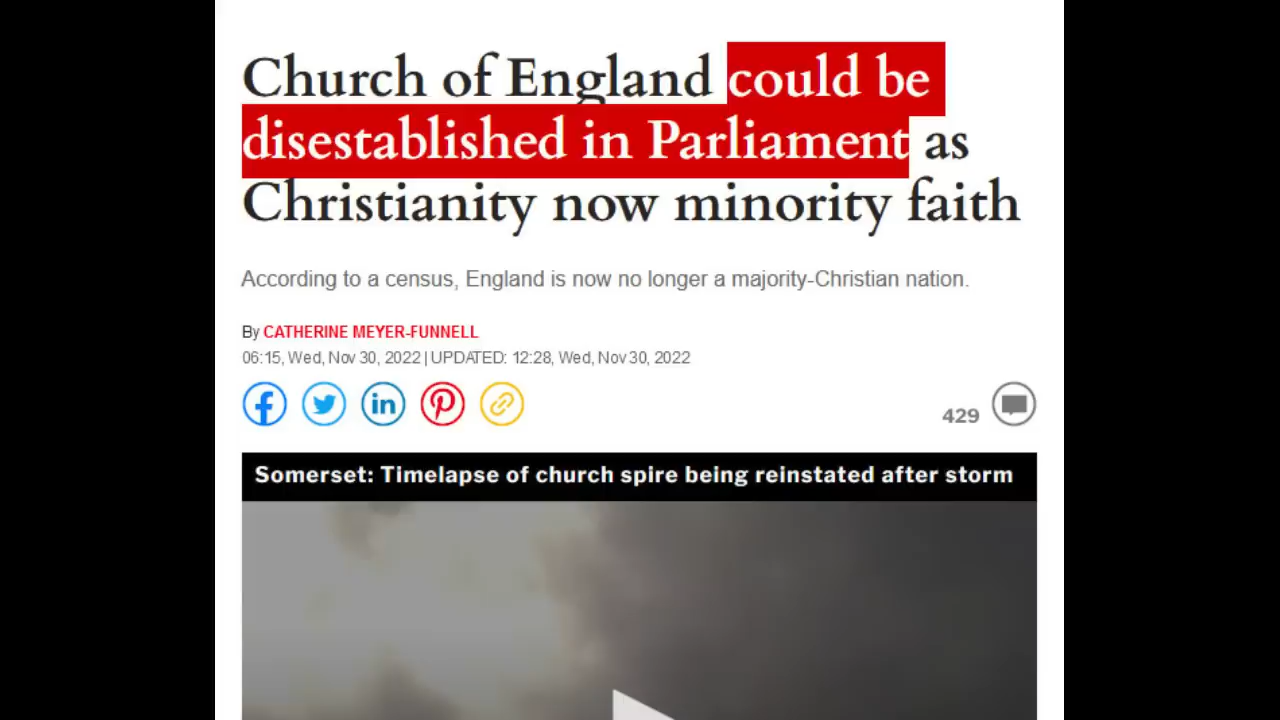 Church of England could be
disestablished in Parliament as
Christianity now minority faith
According to a census, England is now no longer a majority-Christian nation.
By CATHERINE MEYER-FUNNELL
06:15, Wed, Nov 30, 2022 | UPDATED: 12:28, Wed, Nov 30, 2022
429
Somerset: Timelapse of church spire being reinstated after storm